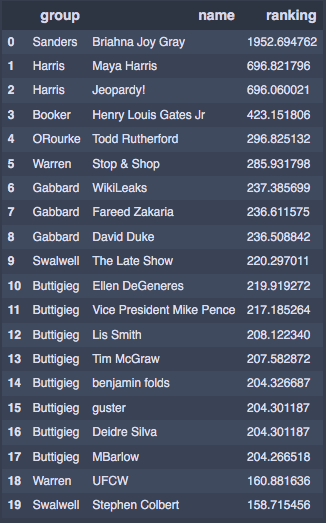 group name ranking
0 Sanders Briahna Joy Gray 1952.694762
1 Harris Maya Harris 696.821796
2 Harris Jeopardy! 696.060021
3 Booker Henry Louis Gates Jr 423.151806
4 ORourke Todd Rutherford 296.825132
5 Warren Stop & Shop 285.931798
6 Gabbard WikiLeaks 237.385699
7 Gabbard Fareed Zakaria 236.611575
8 Gabbard David Duke 236.508842
9 Swalwell The Late Show 220.297011
10 Buttigieg Ellen DeGeneres 219.919272
11 Buttigieg Vice President Mike Pence 217.185264
12 Buttigieg Lis Smith 208.122340
13 Buttigieg Tim McGraw 207.582872
14 Buttigieg benjamin folds 204.326687
15 Buttigieg guster 204.301187
16 Buttigieg Deidre Silva 204.301187
17 Buttigieg MBarlow 204.266518
18 Warren UFCW 160.881636
19 Swalwell Stephen Colbert 158.715456